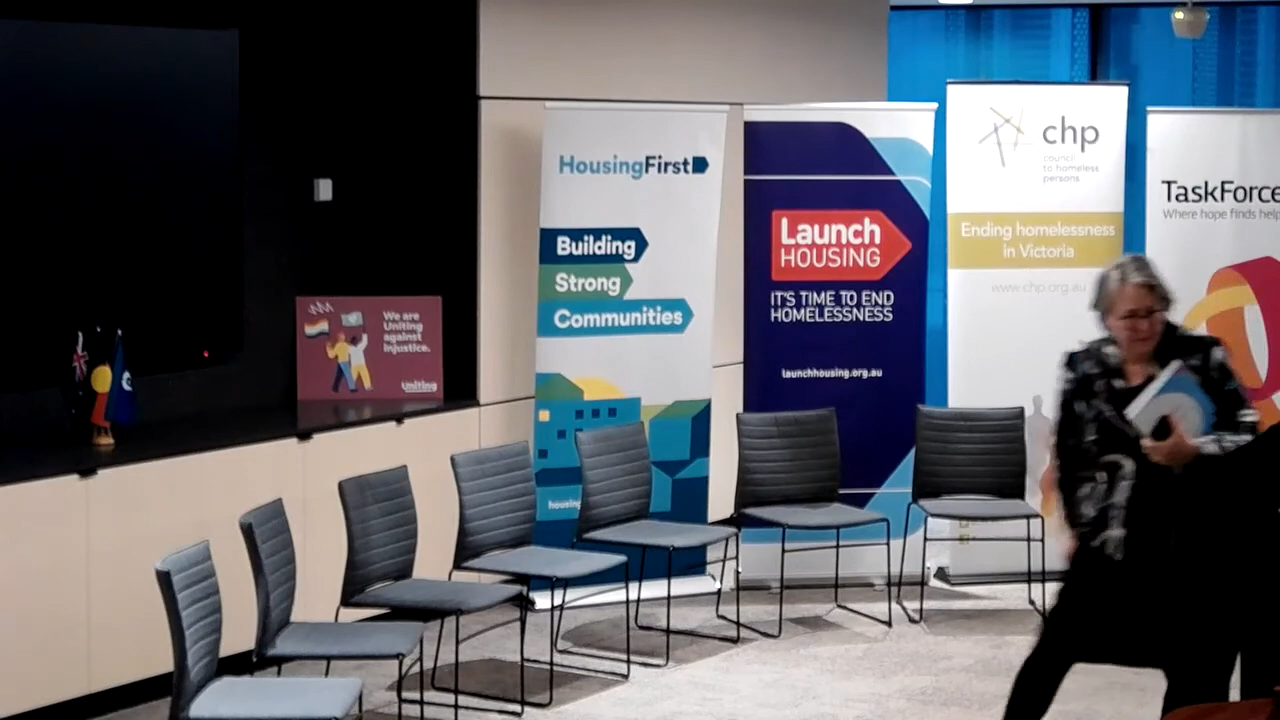 We are
Uniting
against
injustice.
Uniting
HousingFirst
Building
Strong
Communities
housing
Launch
HOUSING
IT'S TIME TO END
HOMELESSNESS
launchhousing.org.au
chp
council
to homeless
persons
Ending homelessness
in Victoria
www.chp.org.au
TaskForce
Where hope finds help